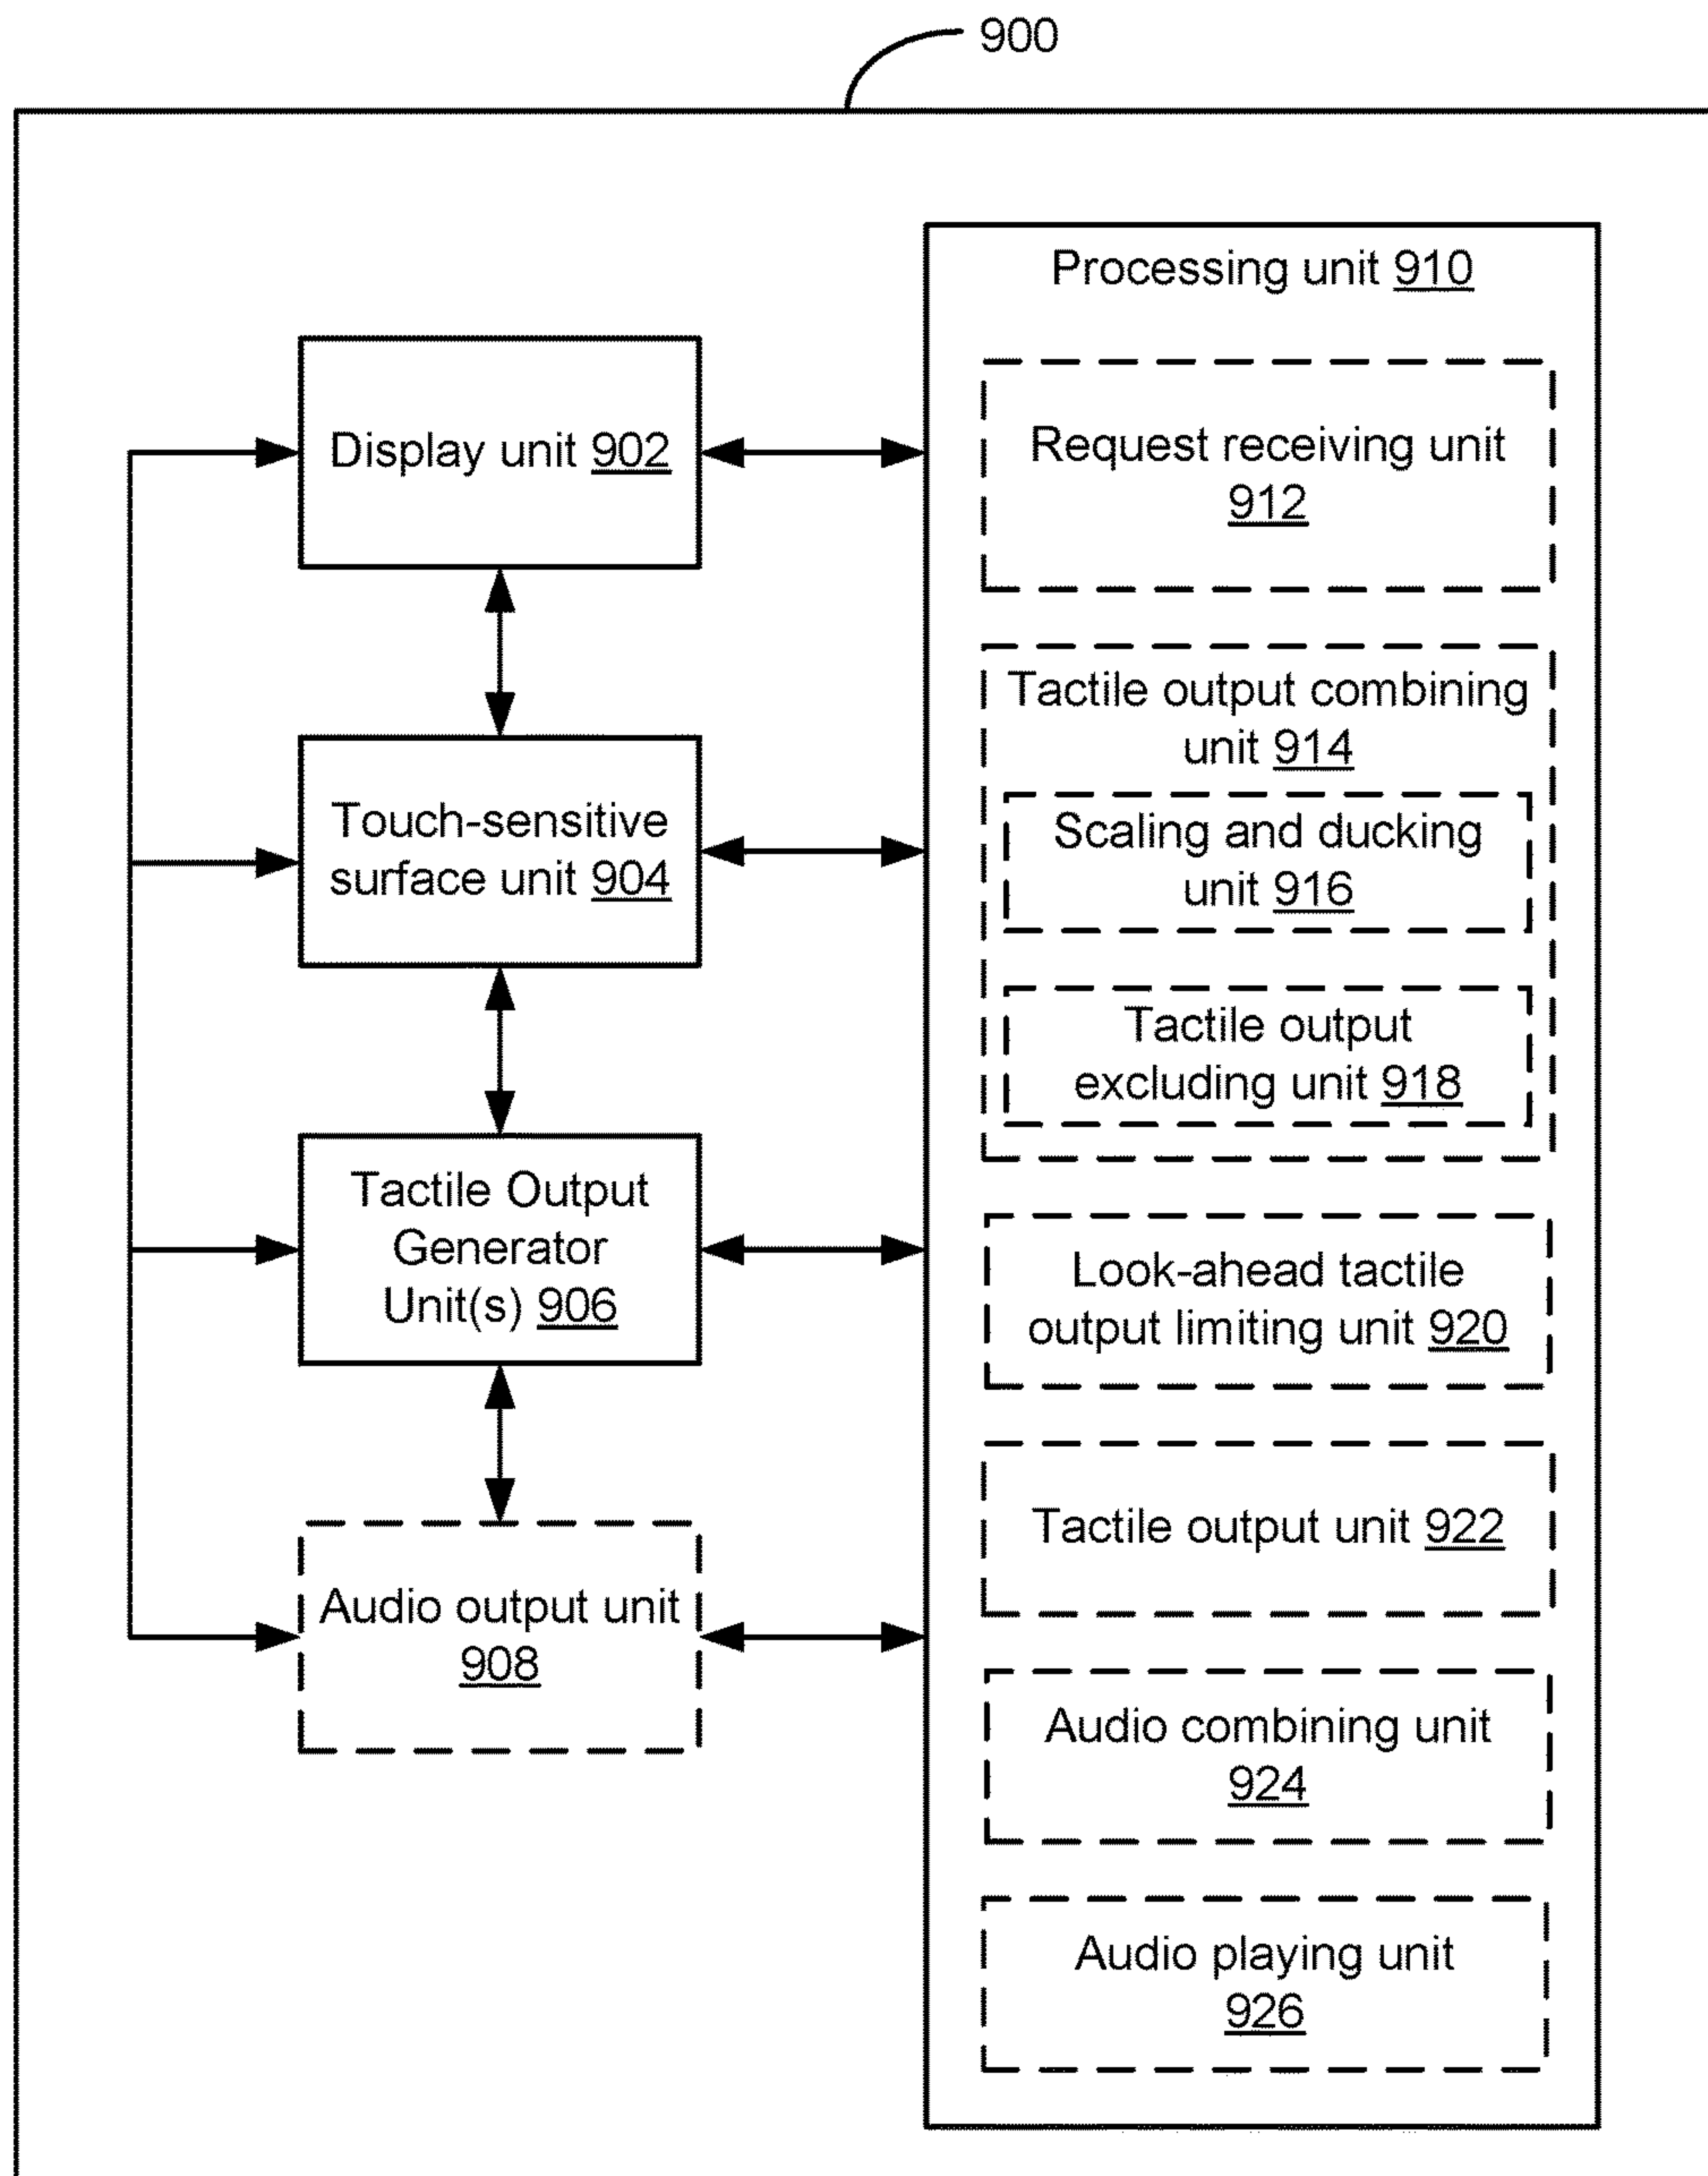 900
Processing unit 910
Display unit 902
Request receiving unit
912
Tactile output combining
unit 914
Touch-sensitive
surface unit 904
Scaling and ducking
unit 916
Tactile output
excluding unit 918
Tactile Output
Generator
Unit(s) 906
Look-ahead tactile
output limiting unit 920
Tactile output unit 922
Audio output unit
908
Audio combining unit
924
Audio playing unit
926